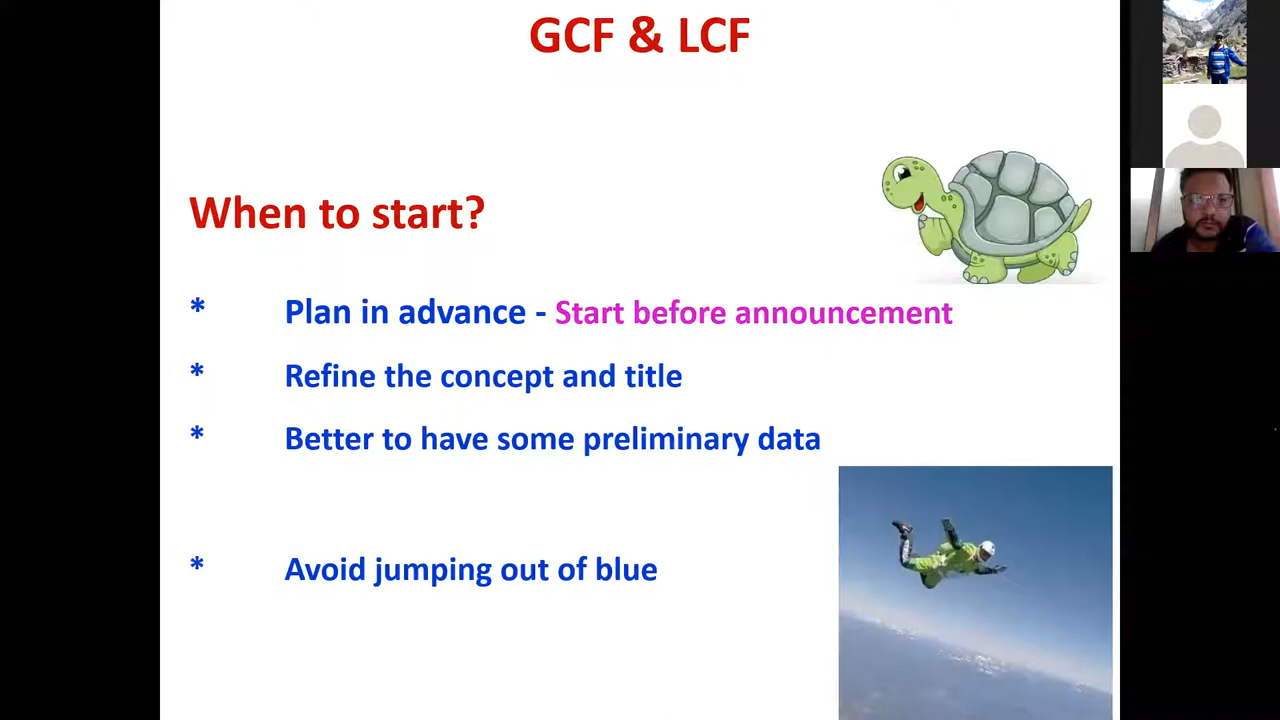 GCF & LCF
When to start?
* Plan in advance - Start before announcement
* Refine the concept and title
* Better to have some preliminary data
* Avoid jumping out of blue